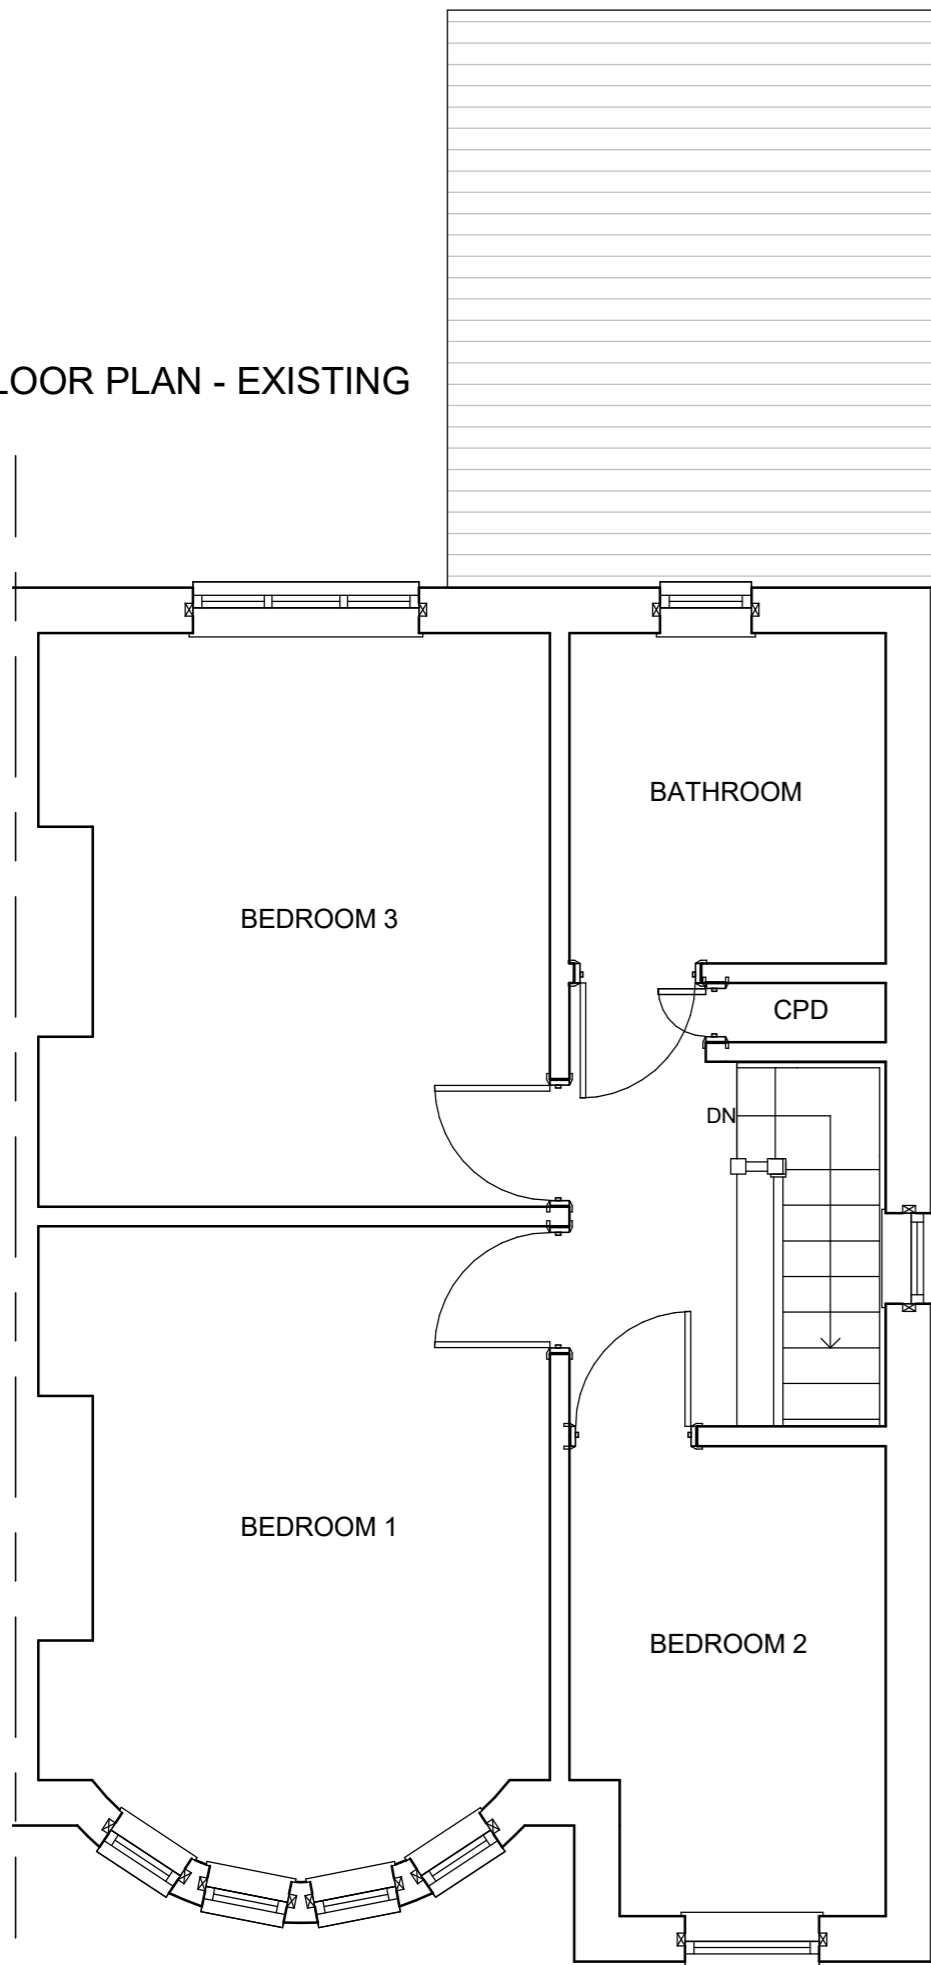 LOOR PLAN - EXISTING
BATHROOM
BEDROOM 3
CPD
DN
BEDROOM 1
BEDROOM 2